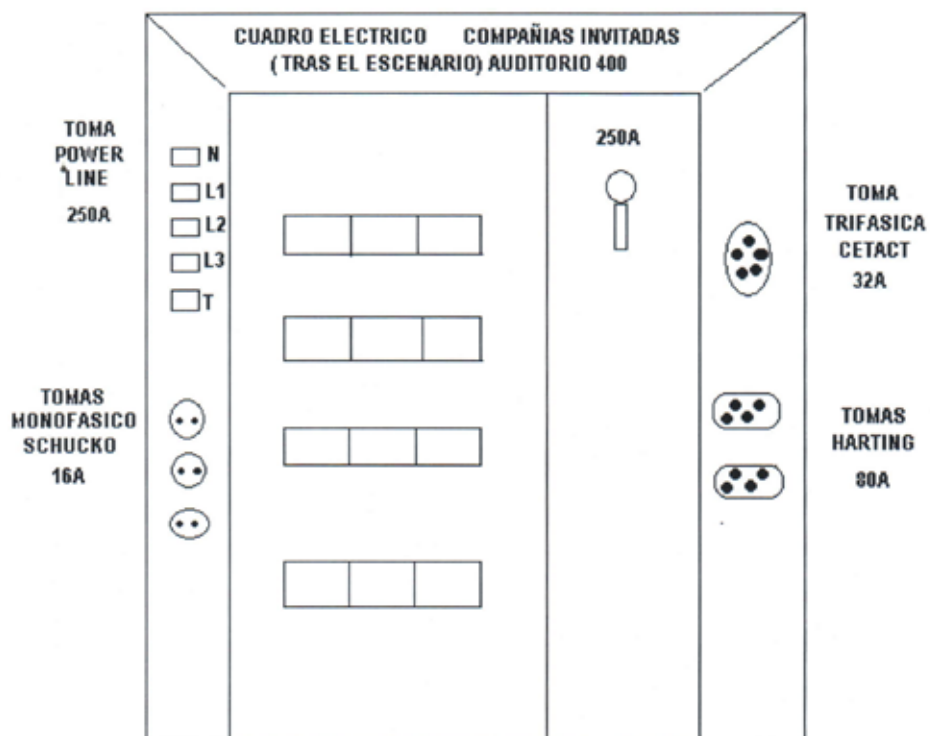 CUADRO ELECTRICO COMPAÑIAS INVITADAS
( TRAS EL ESCENARIO) AUDITORIO 400
TOMA
POWER
LINE
250A
N
L1
L2
L3
T
TOMAS
MONOFASICO
SCHUCKO
16A
250A
TOMA
TRIFASICA
CETACT
32A
TOMAS
HARTING
80A